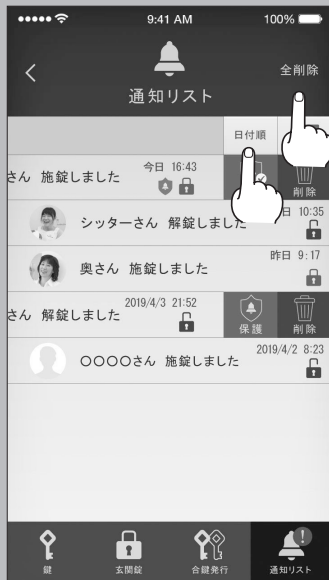 9:41 AM
100%
全削除
通知リスト
日付順
さん 施錠しました
今日 16:43
削除
シッターさん 解錠しました
日 10:35
奥さん 施錠しました
昨日 9:17
さん 解錠しました
2019/4/3 21:52
保護
削除
○○○○さん 施錠しました
2019/4/2 8:23
鍵
玄関錠
合鍵発行
通知リスト